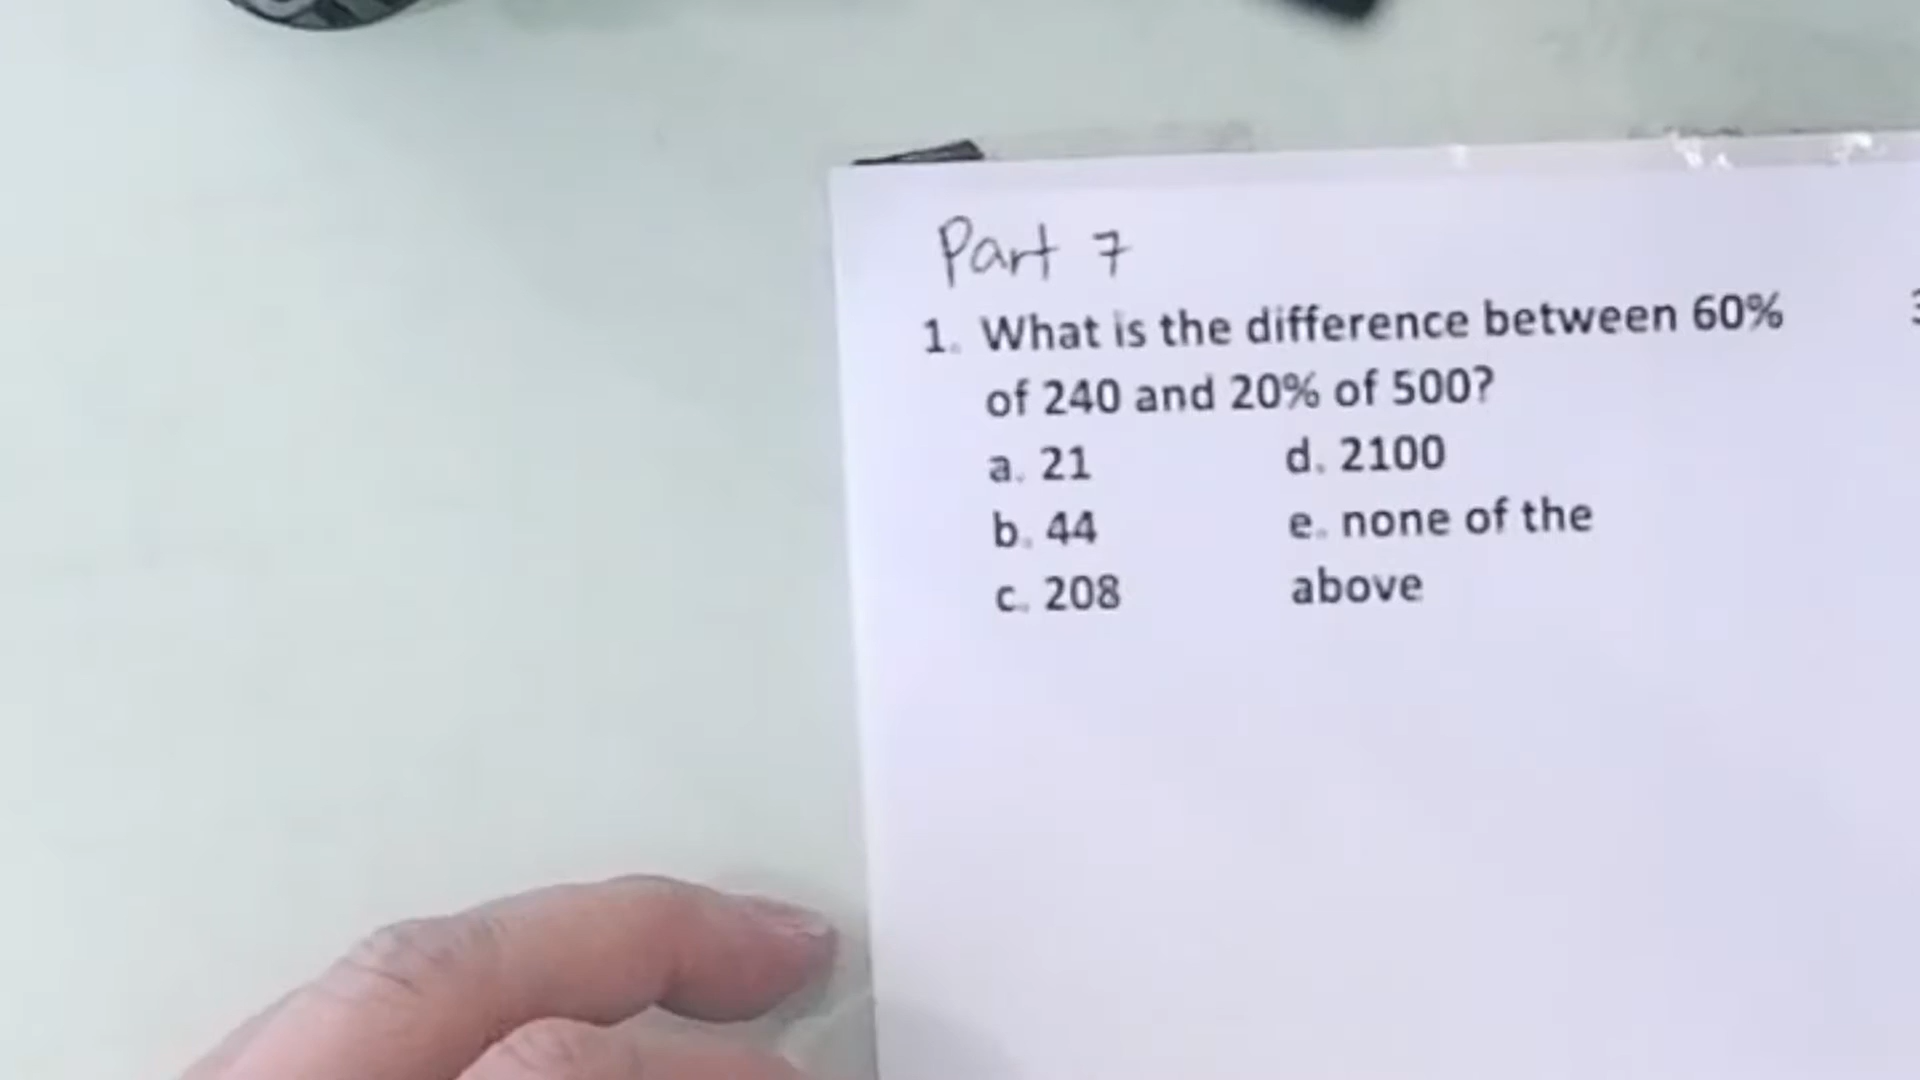 Part 7
1. What is the difference between 60%
of 240 and 20% of 500?
a. 21 d. 2100
b. 44 e. none of the
c. 208 above